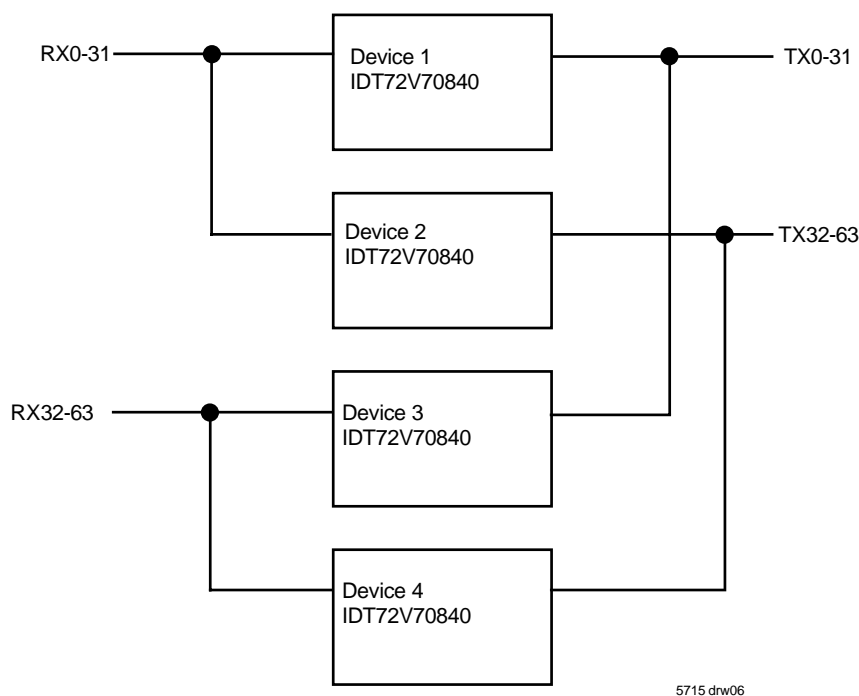 RX0-31
Device 1
IDT72V70840
TX0-31
Device 2
IDT72V70840
TX32-63
RX32-63
Device 3
IDT72V70840
Device 4
IDT72V70840
5715 drw06